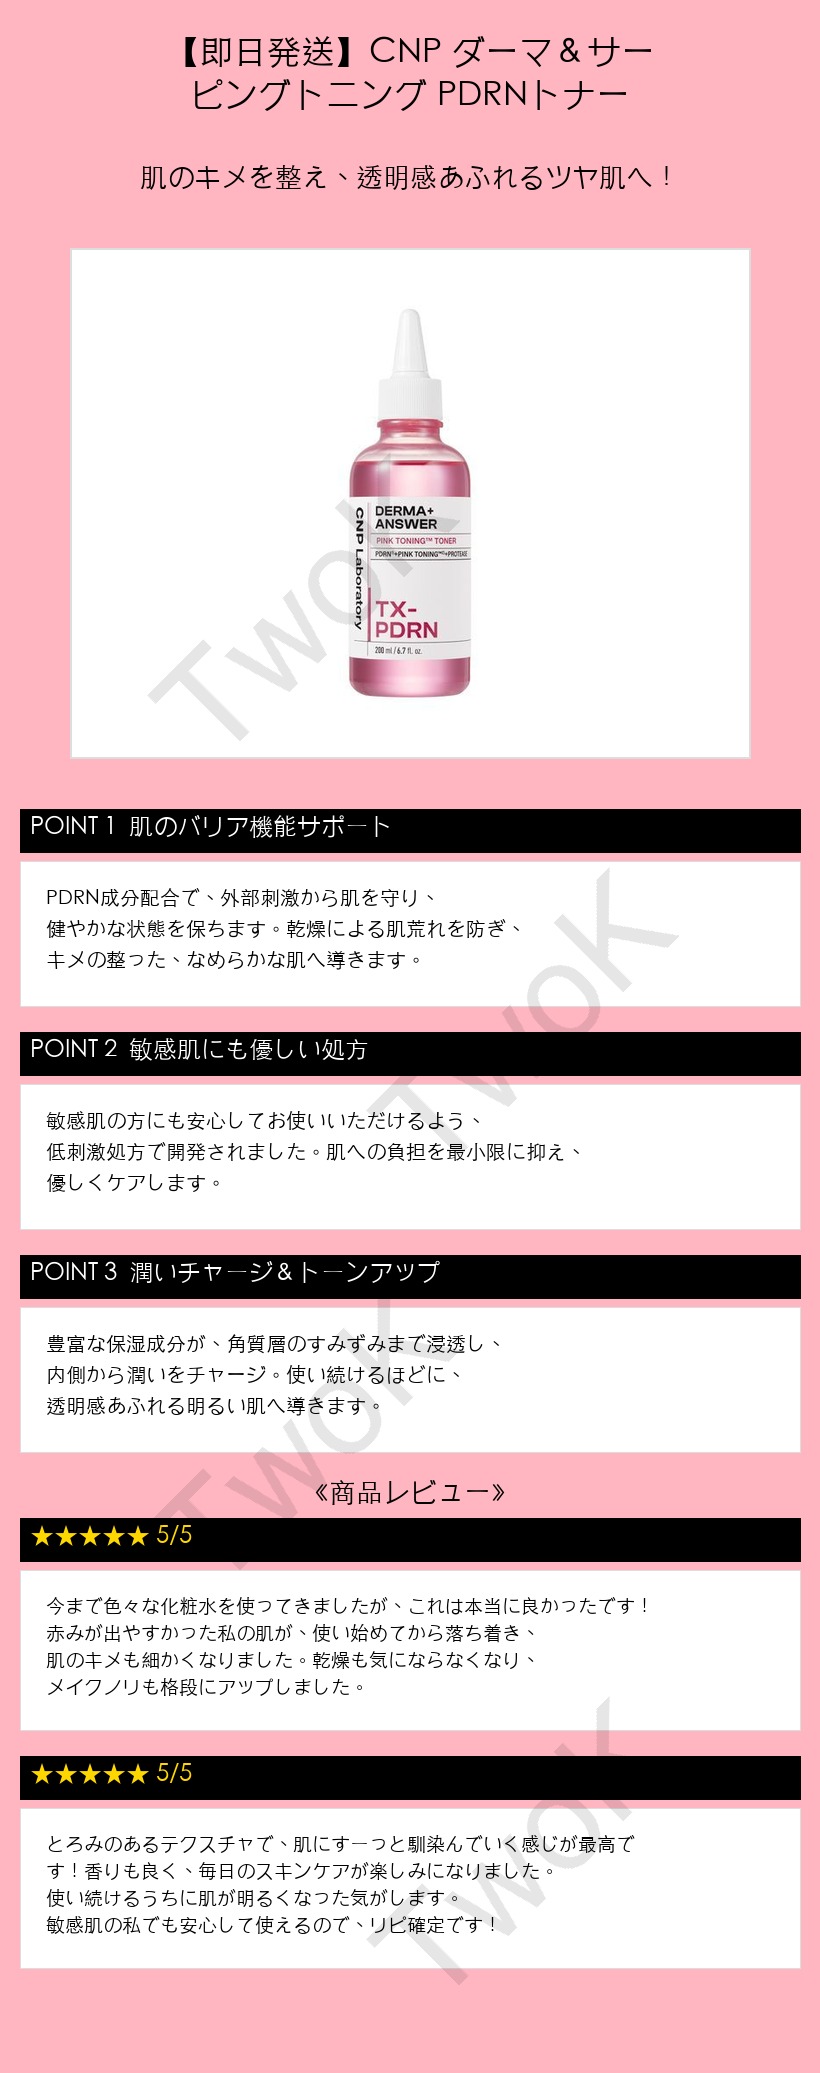 【即日発送】CNP ダーマ＆サー
ピングトニング PDRNトナー
肌のキメを整え、透明感あふれるツヤ肌へ！
CNP Laboratory
DERMA+
ANSWER
PINK TONING™ TONER
PDRN+PINK TONING™+PROTEASE
TX-
PDRN
200 ml / 6.7 fl. oz.
TwoK
POINT 1 肌のバリア機能サポート
PDRN成分配合で、外部刺激から肌を守り、
健やかな状態を保ちます。乾燥による肌荒れを防ぎ、
キメの整った、なめらかな肌へ導きます。
TwoK
POINT 2 敏感肌にも優しい処方
敏感肌の方にも安心してお使いいただけるよう、
低刺激処方で開発されました。肌への負担を最小限に抑え、
優しくケアします。
POINT 3 潤いチャージ＆トーンアップ
豊富な保湿成分が、角質層のすみずみまで浸透し、
内側から潤いをチャージ。使い続けるほどに、
透明感あふれる明るい肌へ導きます。
TwoK
《商品レビュー》
★★★★★ 5/5
今まで色々な化粧水を使ってきましたが、これは本当に良かったです！
赤みが出やすかった私の肌が、使い始めてから落ち着き、
肌のキメも細かくなりました。乾燥も気にならなくなり、
メイクノリも格段にアップしました。
★★★★★ 5/5
とろみのあるテクスチャで、肌にすーっと馴染んでいく感じが最高で
す！香りも良く、毎日のスキンケアが楽しみになりました。
使い続けるうちに肌が明るくなった気がします。
敏感肌の私でも安心して使えるので、リピ確定です！
TwoK